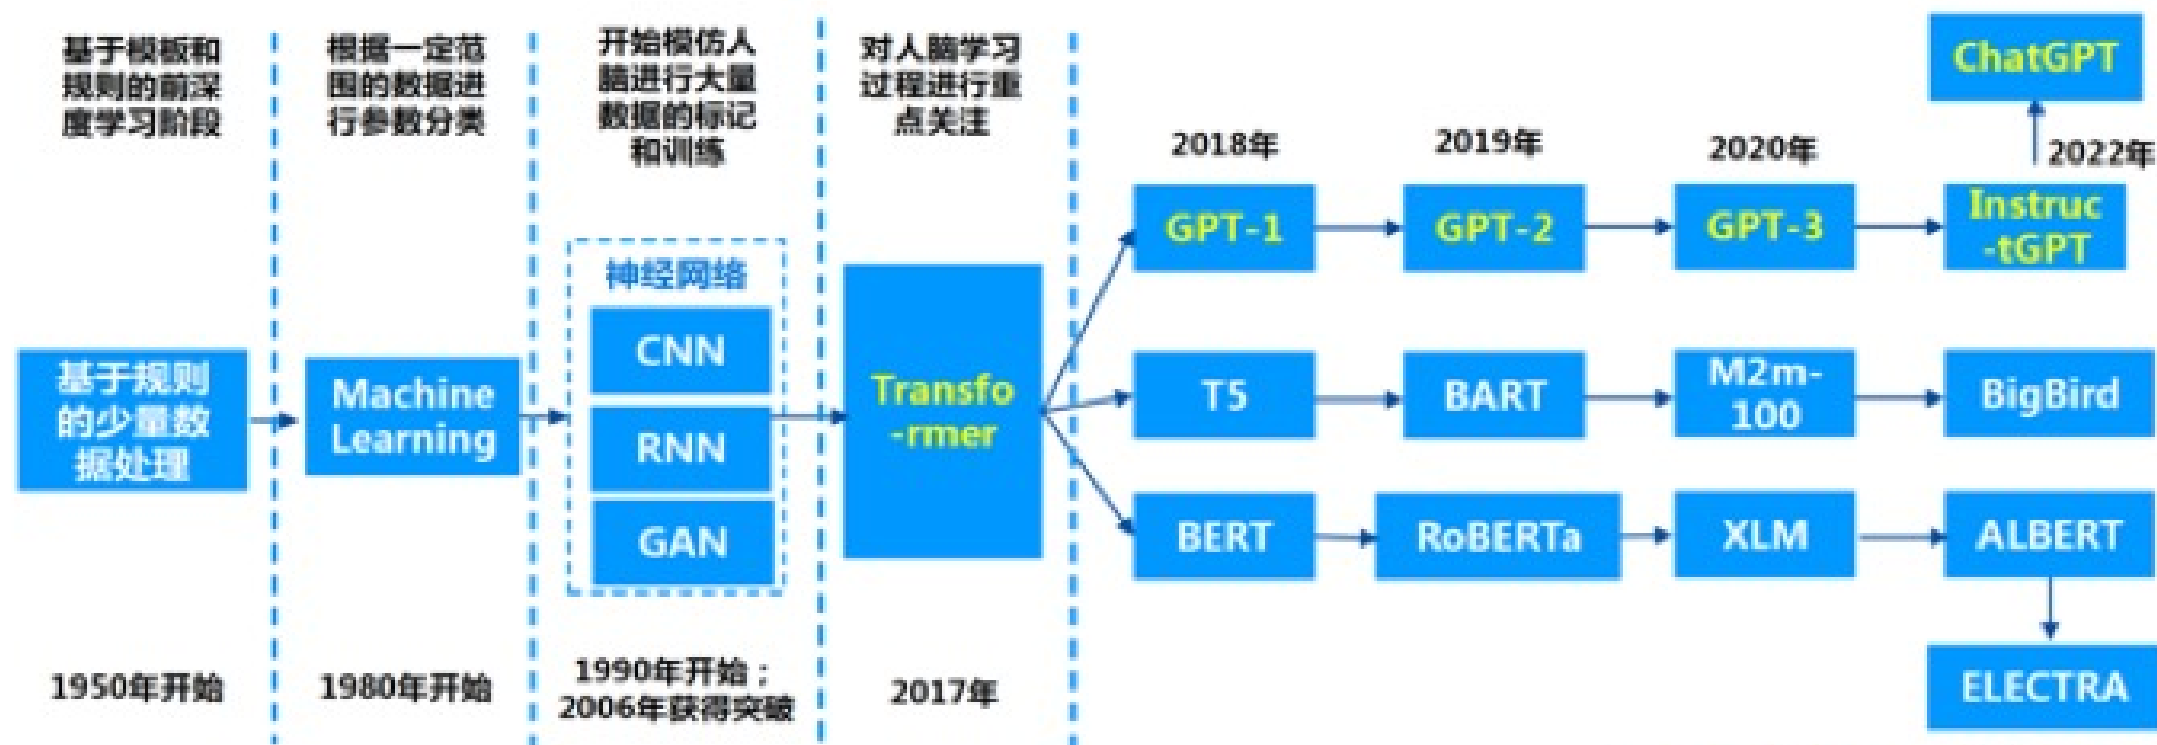 基于模板和
规则的前深
度学习阶段
根据一定范
围的数据进
行参数分类
开始模仿人
脑进行大量
数据的标记
和训练
对人脑学习
过程进行重
点关注
ChatGPT
2018年
2019年
2020年
2022年
GPT-1
GPT-2
GPT-3
Instruc
-tGPT
神经网络
CNN
RNN
GAN
基于规则
的少量数
据处理
Machine
Learning
Transfo
-rmer
T5
BART
M2m-
100
BigBird
BERT
RoBERTa
XLM
ALBERT
ELECTRA
1950年开始
1980年开始
1990年开始；
2006年获得突破
2017年